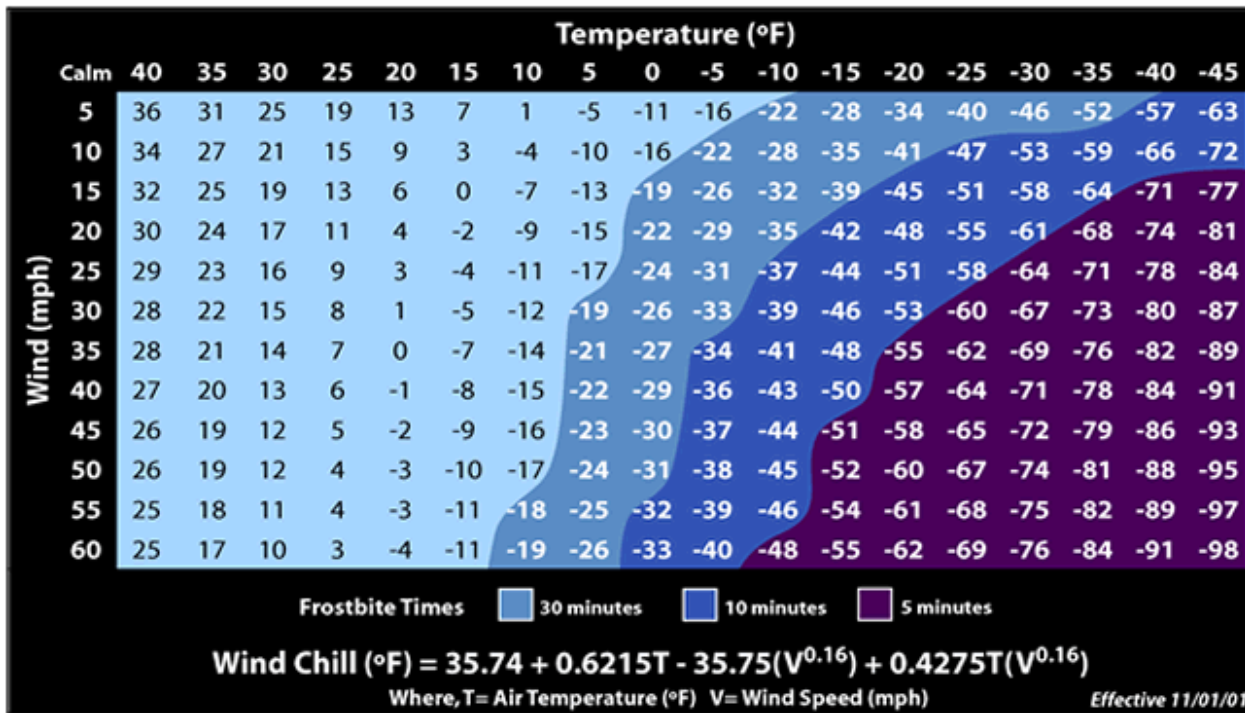 Temperature (ºF)
Calm 40 35 30 25 20 15 10 5 0 -5 -10 -15 -20 -25 -30 -35 -40 -45
5 36 31 25 19 13 7 1 -5 -11 -16 -22 -28 -34 -40 -46 -52 -57 -63
10 34 27 21 15 9 3 -4 -10 -16 -22 -28 -35 -41 -47 -53 -59 -66 -72
15 32 25 19 13 6 0 -7 -13 -19 -26 -32 -39 -45 -51 -58 -64 -71 -77
20 30 24 17 11 4 -2 -9 -15 -22 -29 -35 -42 -48 -55 -61 -68 -74 -81
25 29 23 16 9 3 -4 -11 -17 -24 -31 -37 -44 -51 -58 -64 -71 -78 -84
30 28 22 15 8 1 -5 -12 -19 -26 -33 -39 -46 -53 -60 -67 -73 -80 -87
35 28 21 14 7 0 -7 -14 -21 -27 -34 -41 -48 -55 -62 -69 -76 -82 -89
40 27 20 13 6 -1 -8 -15 -22 -29 -36 -43 -50 -57 -64 -71 -78 -84 -91
45 26 19 12 5 -2 -9 -16 -23 -30 -37 -44 -51 -58 -65 -72 -79 -86 -93
50 26 19 12 4 -3 -10 -17 -24 -31 -38 -45 -52 -60 -67 -74 -81 -88 -95
55 25 18 11 4 -3 -11 -18 -25 -32 -39 -46 -54 -61 -68 -75 -82 -89 -97
60 25 17 10 3 -4 -11 -19 -26 -33 -40 -48 -55 -62 -69 -76 -84 -91 -98
Wind (mph)
Frostbite Times 30 minutes 10 minutes 5 minutes
Wind Chill (ºF) = 35.74 + 0.6215T - 35.75(V^0.16) + 0.4275T(V^0.16)
Where, T= Air Temperature (ºF) V= Wind Speed (mph) Effective 11/01/01